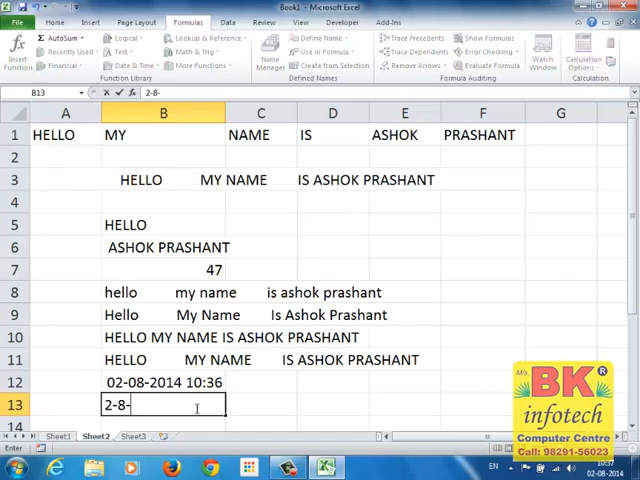 Book1 - Microsoft Excel
File Home Insert Page Layout Formulas Data Review View Developer Add-Ins
fx Insert Function
Σ AutoSum
Recently Used
Financial
Logical
Text
Date & Time
Lookup & Reference
Math & Trig
More Functions
Function Library
Name Manager
Define Name
Use in Formula
Create from Selection
Defined Names
Trace Precedents
Trace Dependents
Remove Arrows
Show Formulas
Error Checking
Evaluate Formula
Formula Auditing
Watch Window
Calculation Options
Calculation
B13 fx 2-8-
A B C D E F G
1 HELLO MY NAME IS ASHOK PRASHANT
2
3 HELLO MY NAME IS ASHOK PRASHANT
4
5 HELLO
6 ASHOK PRASHANT
7 47
8 hello my name is ashok prashant
9 Hello My Name Is Ashok Prashant
10 HELLO MY NAME IS ASHOK PRASHANT
11 HELLO MY NAME IS ASHOK PRASHANT
12 02-08-2014 10:36
13 2-8-
14
Sheet1 Sheet2 Sheet3
Enter 100%
M/s.
BK
infotech
Computer Centre
Call: 98291-56023
EN 10:37
02-08-2014